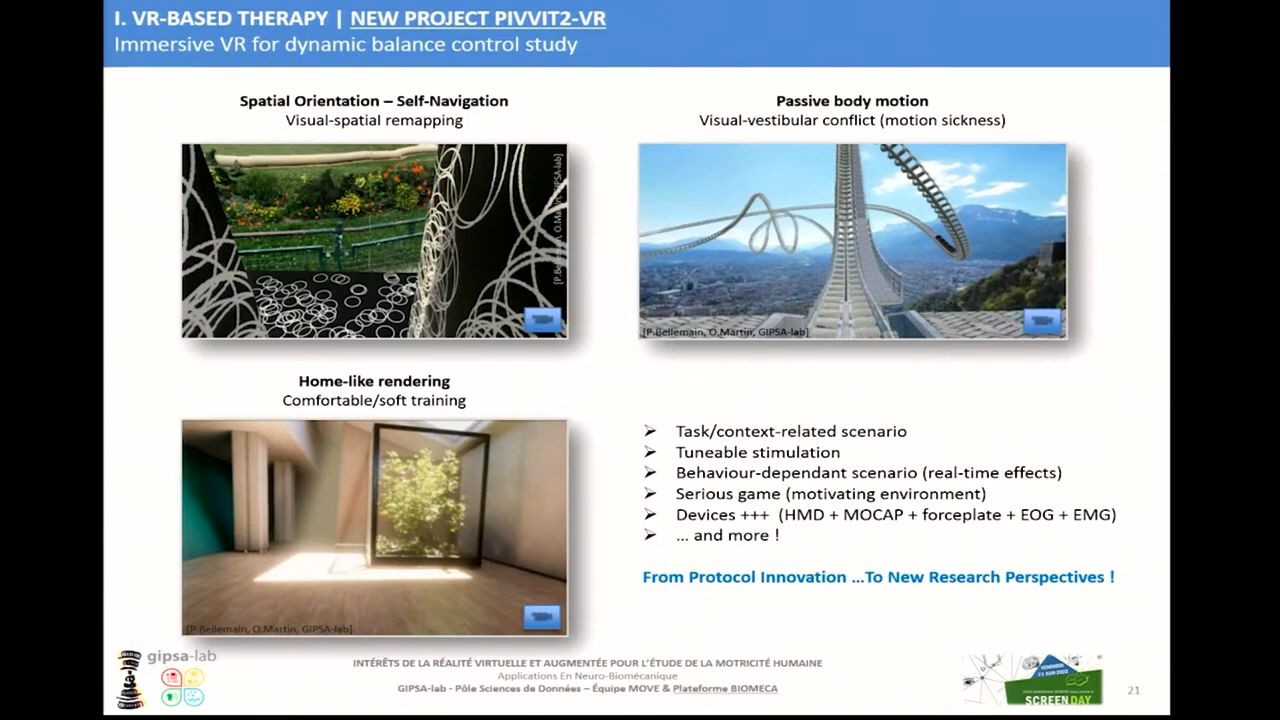 I. VR-BASED THERAPY | NEW PROJECT PIVVIT2-VR
Immersive VR for dynamic balance control study
Spatial Orientation – Self-Navigation
Visual-spatial remapping
Passive body motion
Visual-vestibular conflict (motion sickness)
[P.Bellemain, O.Martin, GIPSA-lab]
Home-like rendering
Comfortable/soft training
[P.Bellemain, O.Martin, GIPSA-lab].
➢ Task/context-related scenario
➢ Tuneable stimulation
➢ Behaviour-dependant scenario (real-time effects)
➢ Serious game (motivating environment)
➢ Devices +++ (HMD + MOCAP + forceplate + EOG + EMG)
➢ ... and more !
From Protocol Innovation ...To New Research Perspectives !
gipsa-lab
INTÉRÊTS DE LA RÉALITÉ VIRTUELLE ET AUGMENTÉE POUR L'ÉTUDE DE LA MOTRICITÉ HUMAINE
Applications En Neuro-Biomécanique
GIPSA-lab - Pôle Sciences de Données – Équipe MOVE & Plateforme BIOMECA
VENDREDI
SCREEN DAY
21